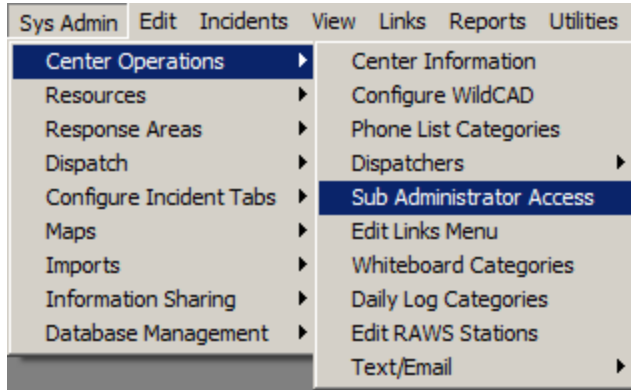 Sys Admin Edit Incidents View Links Reports Utilities
Center Operations
Resources
Response Areas
Dispatch
Configure Incident Tabs
Maps
Imports
Information Sharing
Database Management
Center Information
Configure WildCAD
Phone List Categories
Dispatchers
Sub Administrator Access
Edit Links Menu
Whiteboard Categories
Daily Log Categories
Edit RAWS Stations
Text/Email